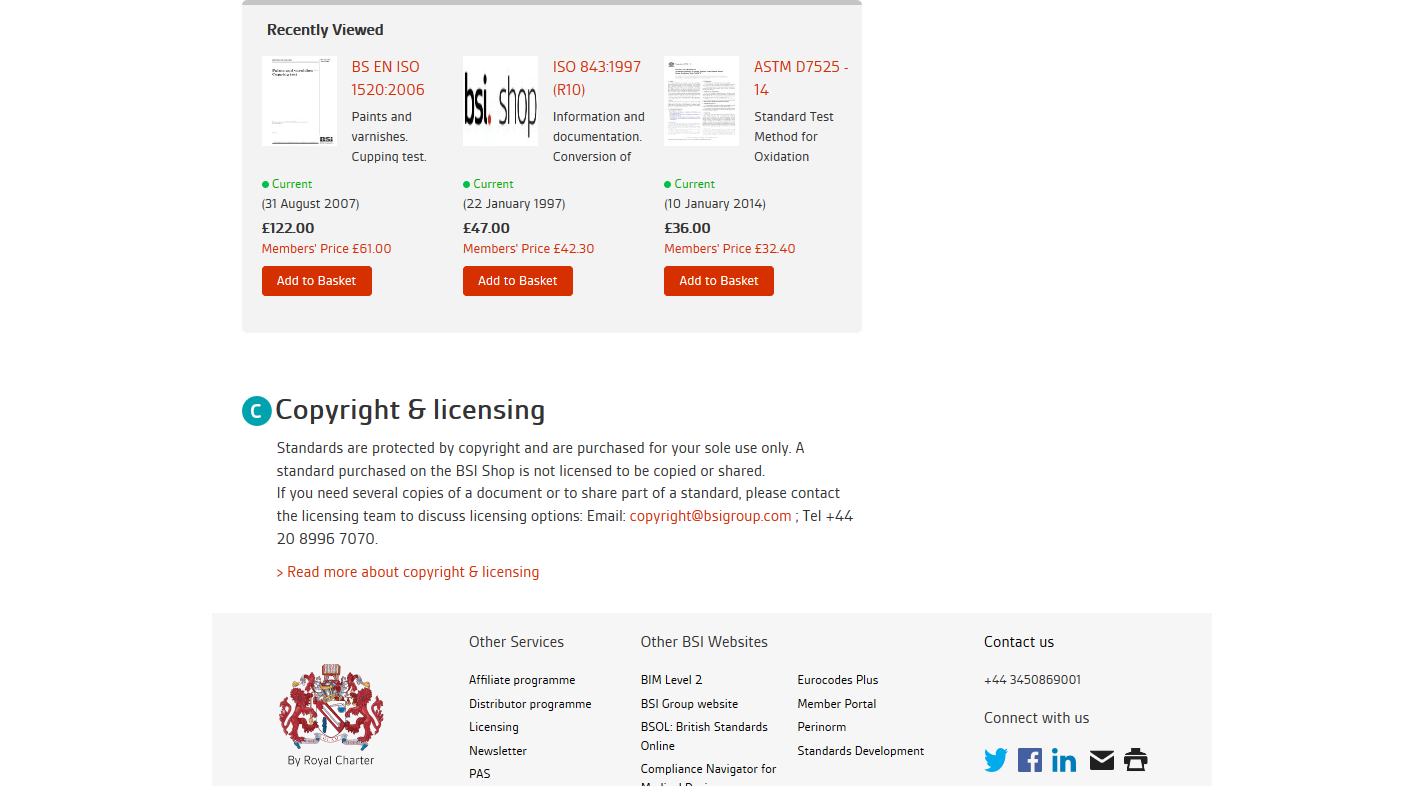 Recently Viewed
BS EN ISO
1520:2006
Paints and
varnishes.
Cupping test.
Current
(31 August 2007)
£122.00
Members' Price £61.00
Add to Basket
bsi. shop
ISO 843:1997
(R10)
Information and
documentation.
Conversion of
Current
(22 January 1997)
£47.00
Members' Price £42.30
Add to Basket
ASTM D7525 -
14
Standard Test
Method for
Oxidation
Current
(10 January 2014)
£36.00
Members' Price £32.40
Add to Basket
C Copyright & licensing
Standards are protected by copyright and are purchased for your sole use only. A
standard purchased on the BSI Shop is not licensed to be copied or shared.
If you need several copies of a document or to share part of a standard, please contact
the licensing team to discuss licensing options: Email: copyright@bsigroup.com ; Tel +44
20 8996 7070.
> Read more about copyright & licensing
By Royal Charter
Other Services
Affiliate programme
Distributor programme
Licensing
Newsletter
PAS
Other BSI Websites
BIM Level 2
BSI Group website
BSOL: British Standards
Online
Compliance Navigator for
Eurocodes Plus
Member Portal
Perinorm
Standards Development
Contact us
+44 3450869001
Connect with us